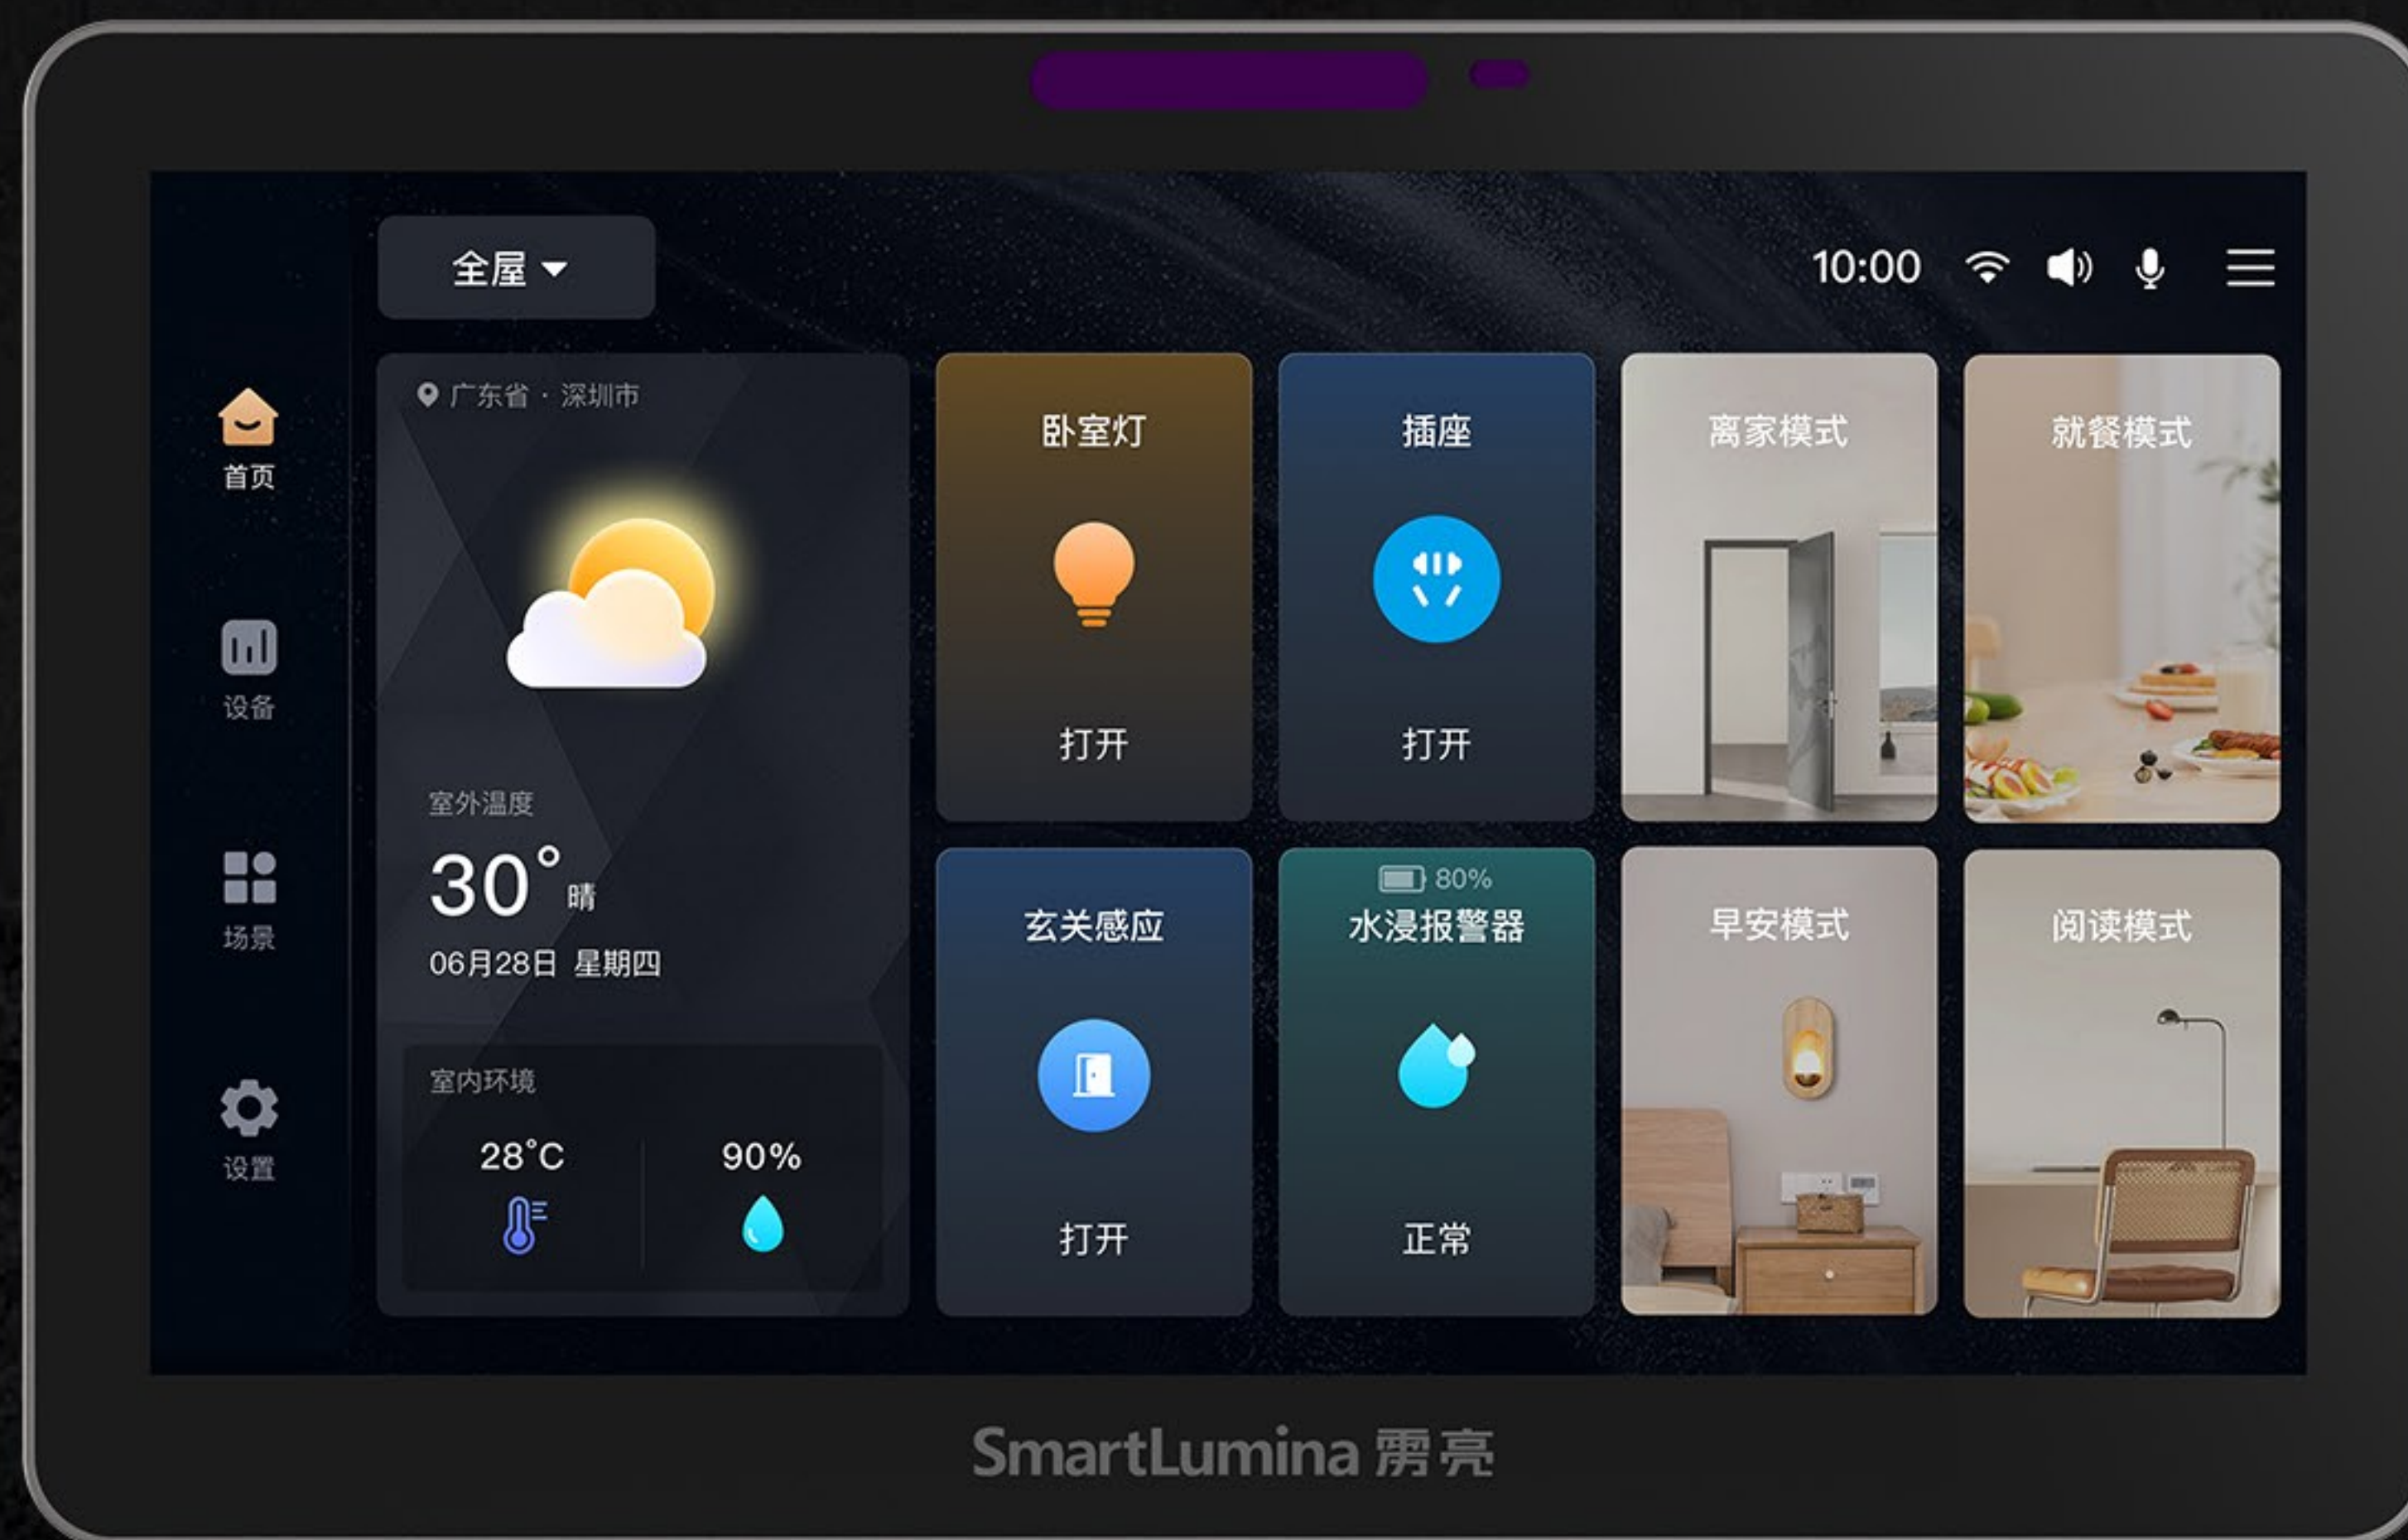 全屋
10:00
首页
设备
场景
设置
广东省 · 深圳市
室外温度
30° 晴
06月28日 星期四
室内环境
28°C
90%
卧室灯
打开
插座
打开
离家模式
就餐模式
玄关感应
打开
80%
水浸报警器
正常
早安模式
阅读模式
SmartLumina 雳亮